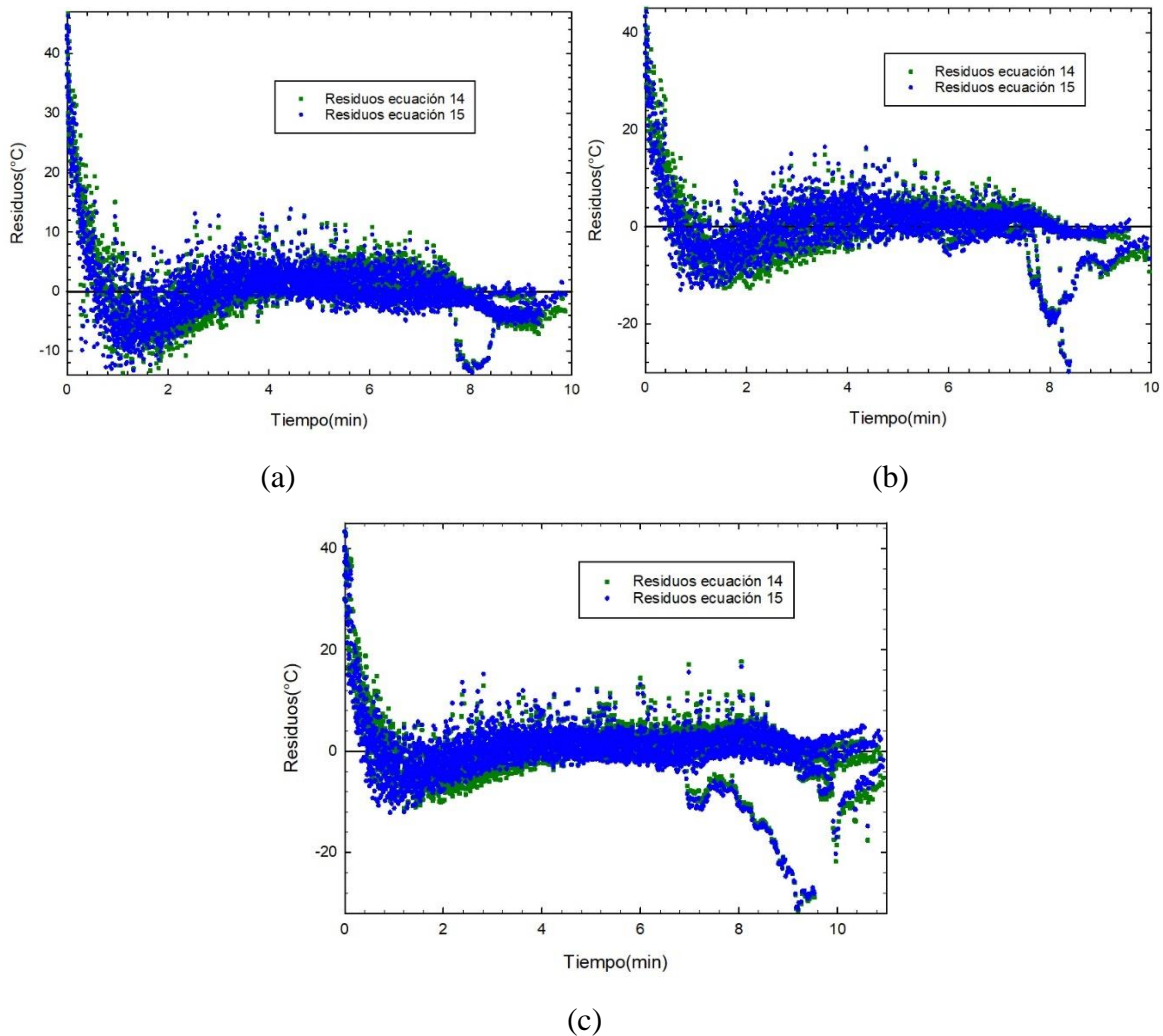 40
30
20
10
0
-10
Residuos(°C)
Residuos ecuación 14
Residuos ecuación 15
0 2 4 6 8 10
Tiempo(min)
(a)
40
20
0
-20
Residuos(°C)
Residuos ecuación 14
Residuos ecuación 15
0 2 4 6 8 10
Tiempo(min)
(b)
40
20
0
-20
Residuos(°C)
Residuos ecuación 14
Residuos ecuación 15
0 2 4 6 8 10
Tiempo(min)
(c)